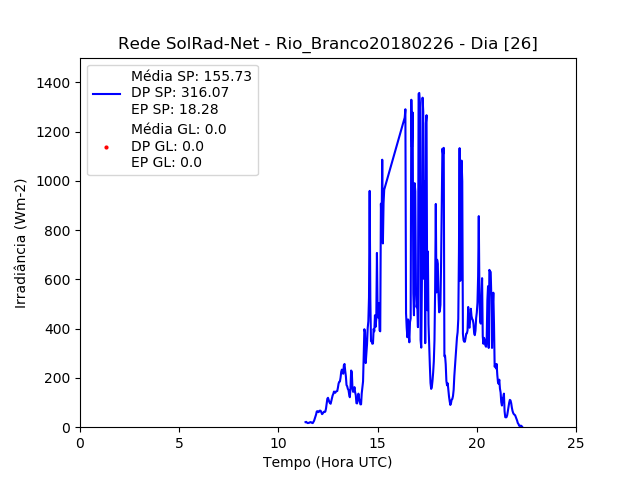 Rede SolRad-Net - Rio_Branco20180226 - Dia [26]
Média SP: 155.73
DP SP: 316.07
EP SP: 18.28
Média GL: 0.0
DP GL: 0.0
EP GL: 0.0
1400
1200
1000
800
600
400
200
0
Irradiância (Wm-2)
0 5 10 15 20 25
Tempo (Hora UTC)